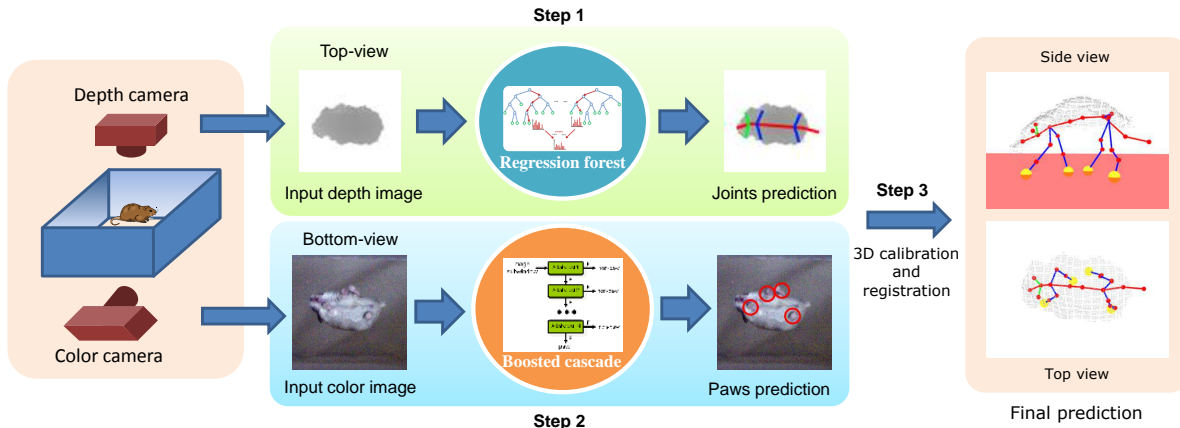 Step 1
Top-view
Depth camera
Regression forest
Input depth image
Joints prediction
Step 3
3D calibration
and
registration
Bottom-view
Color camera
Boosted cascade
Input color image
Paws prediction
Step 2
Side view
Top view
Final prediction